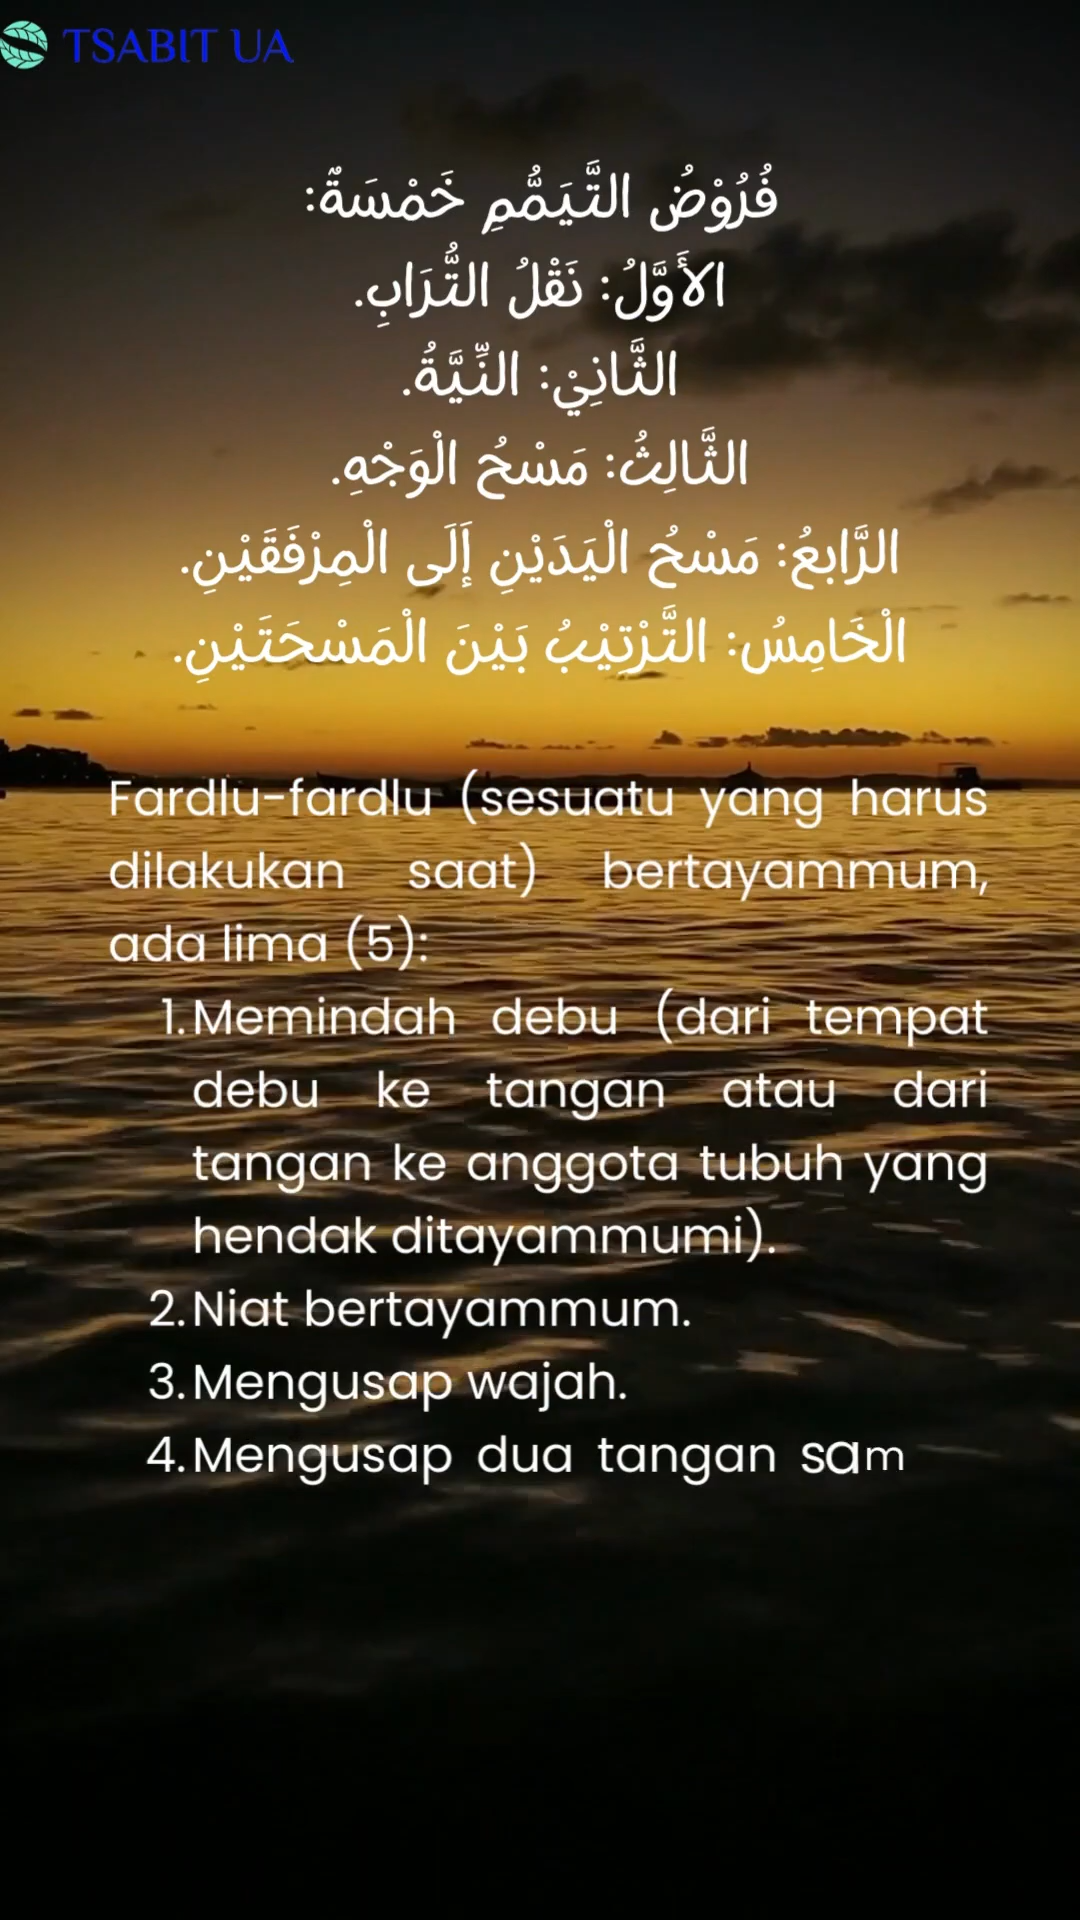 TSABIT UA
فُرُوْضُ التَّيَمُّمِ خَمْسَةٌ:
الأَوَّلُ: نَقْلُ التُّرَابِ.
الثَّانِيْ: النِّيَّةُ.
الثَّالِثُ: مَسْحُ الْوَجْهِ.
الرَّابِعُ: مَسْحُ الْيَدَيْنِ إَلَى الْمِرْفَقَيْنِ.
الْخَامِسُ: التَّرْتِيْبُ بَيْنَ الْمَسْحَتَيْنِ.
Fardlu-fardlu (sesuatu yang harus
dilakukan saat) bertayammum,
ada lima (5):
1. Memindah debu (dari tempat
debu ke tangan atau dari
tangan ke anggota tubuh yang
hendak ditayammumi).
2. Niat bertayammum.
3. Mengusap wajah.
4. Mengusap dua tangan sam